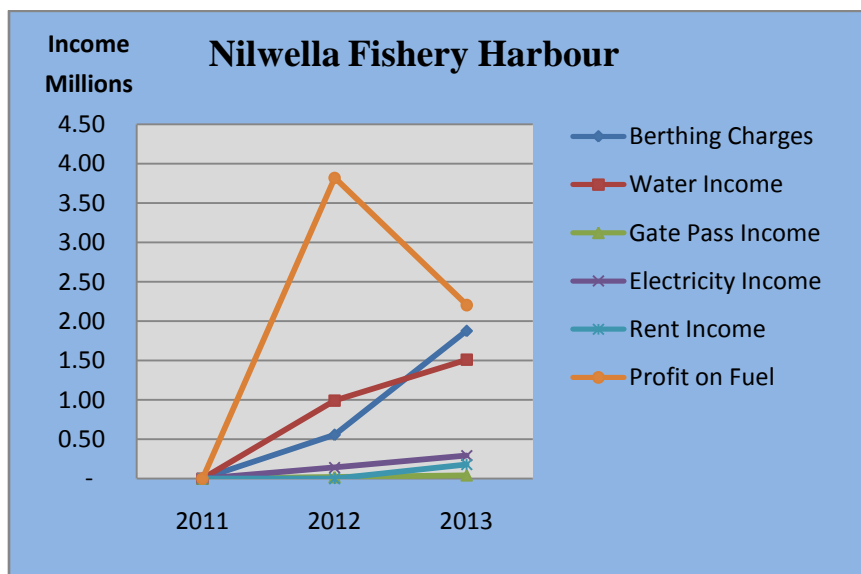 Income
Millions
Nilwella Fishery Harbour
4.50
4.00
3.50
3.00
2.50
2.00
1.50
1.00
0.50
-
2011 2012 2013
Berthing Charges
Water Income
Gate Pass Income
Electricity Income
Rent Income
Profit on Fuel